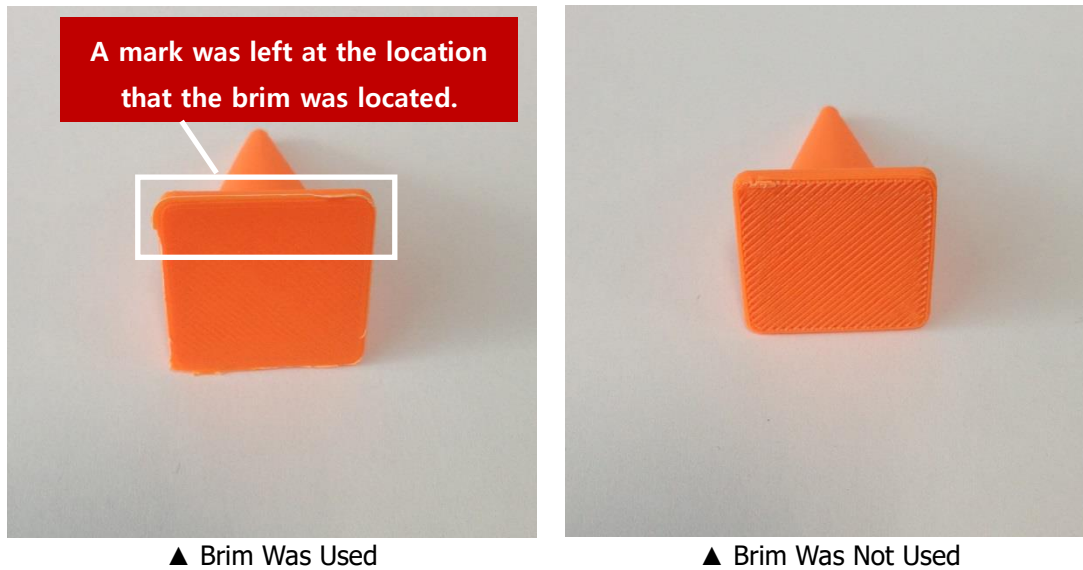 A mark was left at the location
that the brim was located.
▲ Brim Was Used
▲ Brim Was Not Used